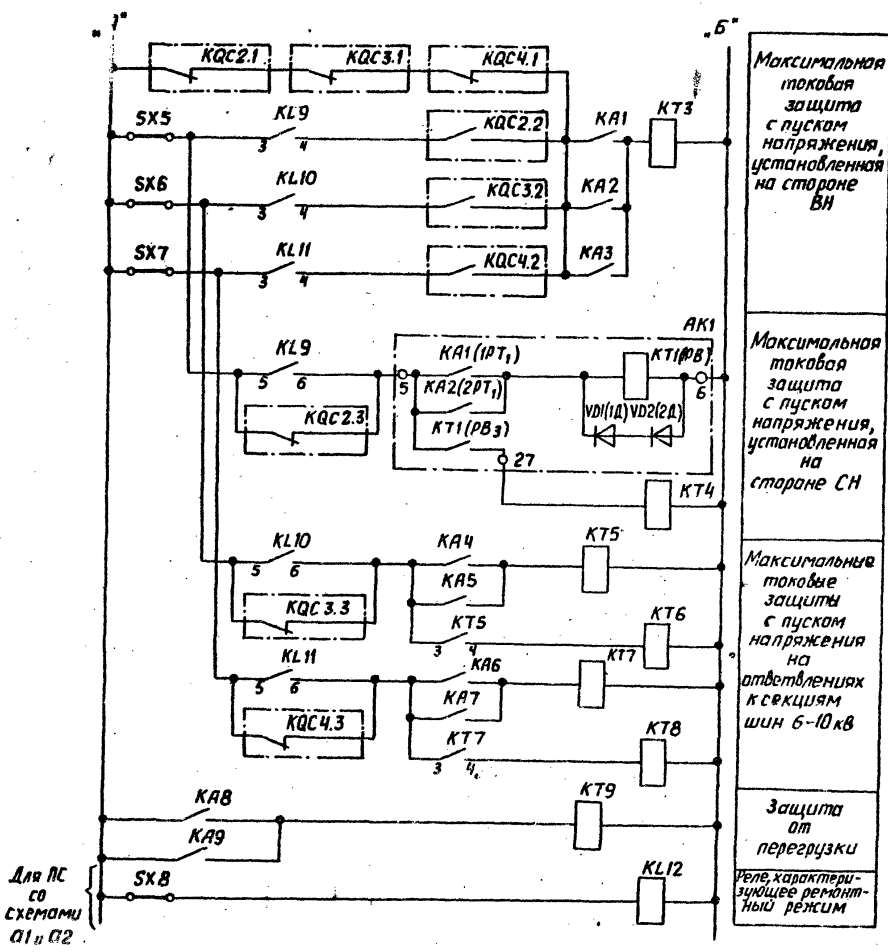 "Б"
KQC2.1
KQC3.1
KQC4.1
SX5
KL9
3 4
KQC2.2
KA1
KT3
SX6
KL10
3 4
KQC3.2
KA2
SX7
KL11
3 4
KQC4.2
KA3
Максимальная
токовая
защита
с пуском
напряжения,
установленная
на стороне
ВН
AK1
KL9
5 6
KQC2.3
5
KA1(1PT₁)
KA2(2PT₁)
KT1(PB₃)
27
KT1(PB)
6
VD1(1Д)
VD2(2Д)
KT4
Максимальная
токовая
защита
с пуском
напряжения,
установленная
на
стороне СН
KL10
5 6
KQC3.3
KA4
KA5
KT5
KT5
3 4
KT6
KL11
5 6
KQC4.3
KA6
KA7
KT7
KT7
3 4
KT8
Максимальные
токовые
защиты
с пуском
напряжения
на
ответвлениях
к секциям
шин 6-10кв
KA8
KA9
KT9
Защита
от
перегрузки
Для ПС
со
схемами
а1 и а2
SX8
KL12
Реле, характери-
зующее ремонт-
ный режим